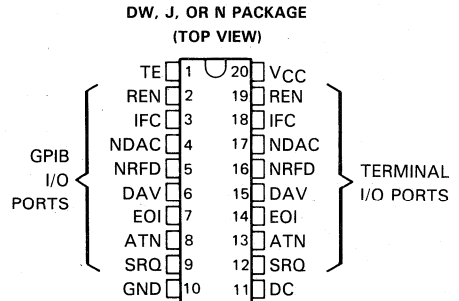 DW, J, OR N PACKAGE
(TOP VIEW)
TE 1 20 VCC
REN 2 19 REN
IFC 3 18 IFC
NDAC 4 17 NDAC
NRFD 5 16 NRFD
DAV 6 15 DAV
EOI 7 14 EOI
ATN 8 13 ATN
SRQ 9 12 SRQ
GND 10 11 DC
GPIB
I/O
PORTS
TERMINAL
I/O PORTS